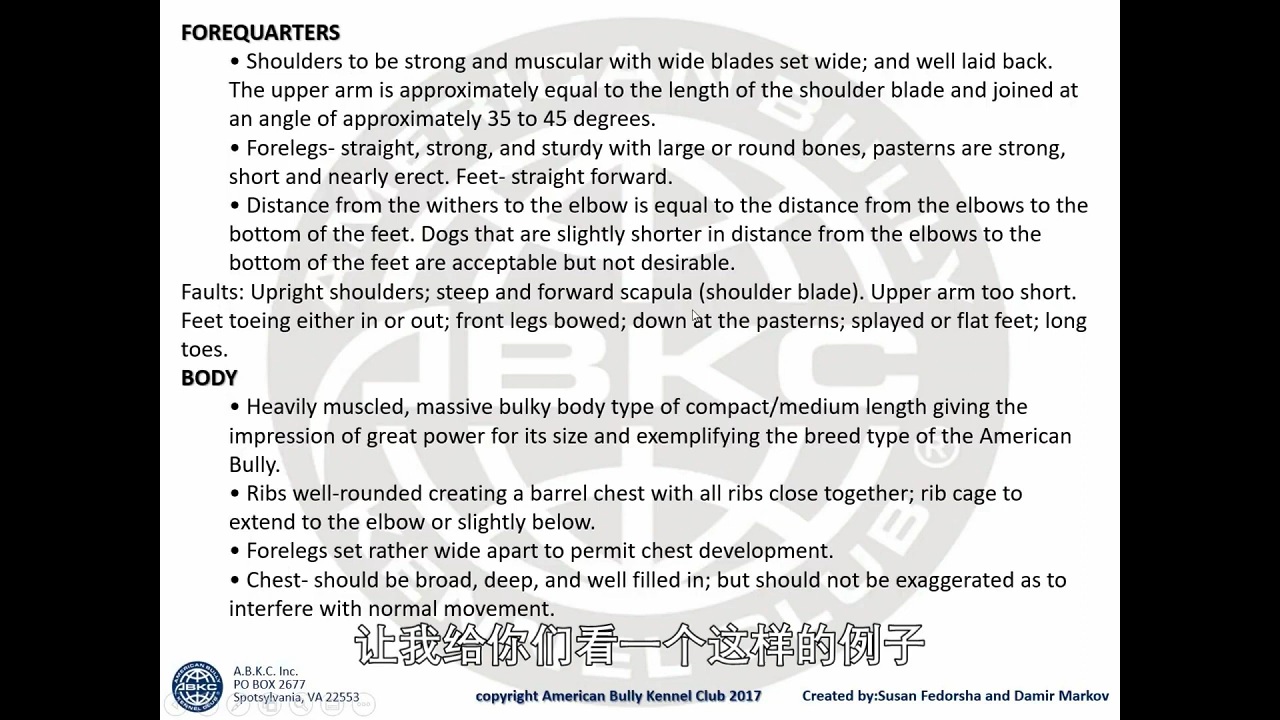 FOREQUARTERS
• Shoulders to be strong and muscular with wide blades set wide; and well laid back.
The upper arm is approximately equal to the length of the shoulder blade and joined at
an angle of approximately 35 to 45 degrees.
• Forelegs- straight, strong, and sturdy with large or round bones, pasterns are strong,
short and nearly erect. Feet- straight forward.
• Distance from the withers to the elbow is equal to the distance from the elbows to the
bottom of the feet. Dogs that are slightly shorter in distance from the elbows to the
bottom of the feet are acceptable but not desirable.
Faults: Upright shoulders; steep and forward scapula (shoulder blade). Upper arm too short.
Feet toeing either in or out; front legs bowed; down at the pasterns; splayed or flat feet; long
toes.
BODY
• Heavily muscled, massive bulky body type of compact/medium length giving the
impression of great power for its size and exemplifying the breed type of the American
Bully.
• Ribs well-rounded creating a barrel chest with all ribs close together; rib cage to
extend to the elbow or slightly below.
• Forelegs set rather wide apart to permit chest development.
• Chest- should be broad, deep, and well filled in; but should not be exaggerated as to
interfere with normal movement.
让我给你们看一个这样的例子
A.B.K.C. Inc.
PO BOX 2677
Spotsylvania, VA 22553
copyright American Bully Kennel Club 2017
Created by:Susan Fedorsha and Damir Markov
AMERICAN BULLY
ABKC
KENNEL CLUB
®